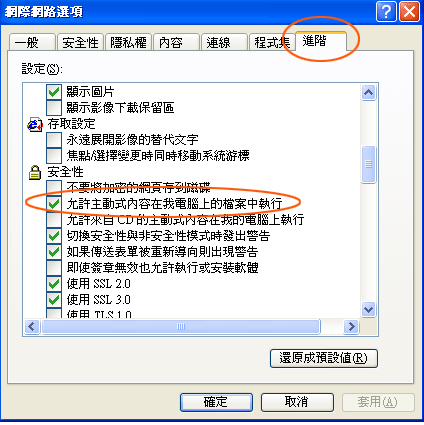 網際網路選項
一般 安全性 隱私權 內容 連線 程式集 進階
設定(S):
顯示圖片
顯示影像下載保留區
存取設定
永遠展開影像的替代文字
焦點/選擇變更時同時移動系統游標
安全性
不要將加密的網頁存到磁碟
允許主動式內容在我電腦上的檔案中執行
允許來自 CD 的主動式內容在我的電腦上執行
切換安全性與非安全性模式時發出警告
如果傳送表單被重新導向則出現警告
即使簽章無效也允許執行或安裝軟體
使用 SSL 2.0
使用 SSL 3.0
使用 TLS 1.0
還原成預設值(R)
確定 取消 套用(A)